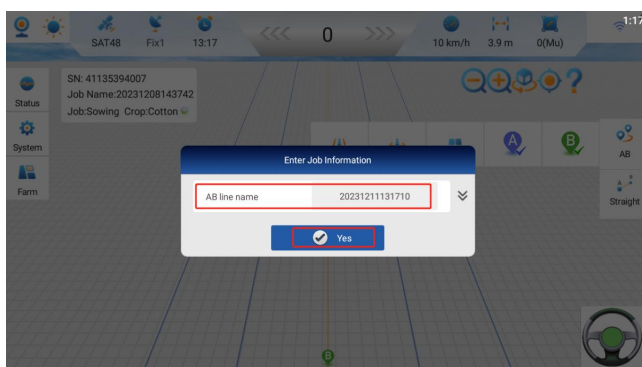 1:17
SAT48 Fix1 13:17 0 10 km/h 3.9 m 0(Mu)
SN: 41135394007
Job Name:20231208143742
Job:Sowing Crop:Cotton
?
Status
System
Farm
A B
AB
Straight
Enter Job Information
AB line name 20231211131710
Yes
B